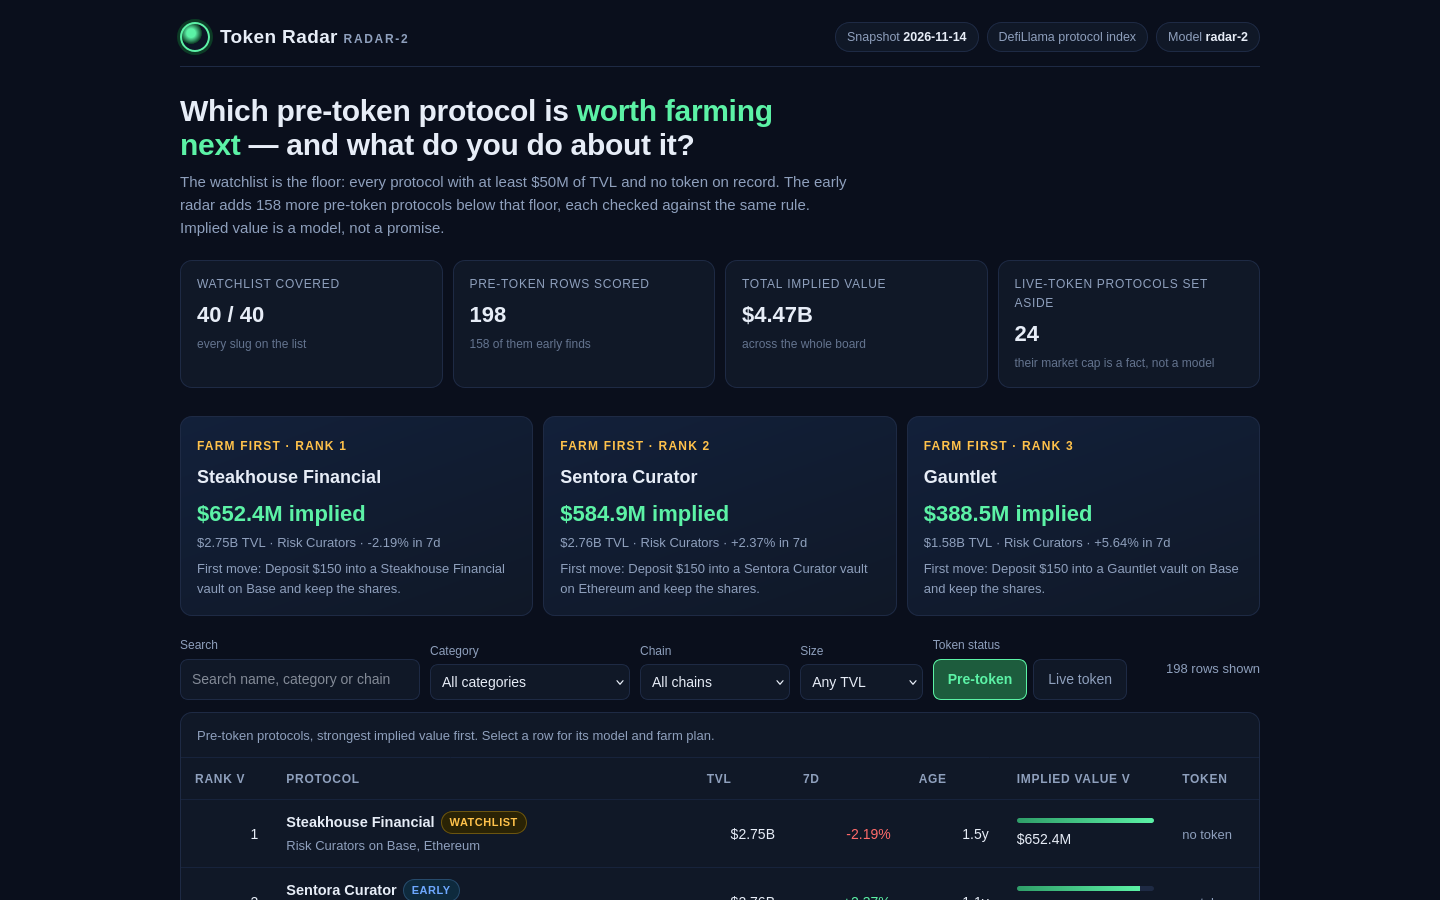 Token Radar RADAR-2
Snapshot 2026-11-14
DefiLlama protocol index
Model radar-2
Which pre-token protocol is worth farming
next — and what do you do about it?
The watchlist is the floor: every protocol with at least $50M of TVL and no token on record. The early
radar adds 158 more pre-token protocols below that floor, each checked against the same rule.
Implied value is a model, not a promise.
WATCHLIST COVERED
40 / 40
every slug on the list
PRE-TOKEN ROWS SCORED
198
158 of them early finds
TOTAL IMPLIED VALUE
$4.47B
across the whole board
LIVE-TOKEN PROTOCOLS SET
ASIDE
24
their market cap is a fact, not a model
FARM FIRST · RANK 1
Steakhouse Financial
$652.4M implied
$2.75B TVL · Risk Curators · -2.19% in 7d
First move: Deposit $150 into a Steakhouse Financial
vault on Base and keep the shares.
FARM FIRST · RANK 2
Sentora Curator
$584.9M implied
$2.76B TVL · Risk Curators · +2.37% in 7d
First move: Deposit $150 into a Sentora Curator vault
on Ethereum and keep the shares.
FARM FIRST · RANK 3
Gauntlet
$388.5M implied
$1.58B TVL · Risk Curators · +5.64% in 7d
First move: Deposit $150 into a Gauntlet vault on Base
and keep the shares.
Search
Search name, category or chain
Category
All categories
Chain
All chains
Size
Any TVL
Token status
Pre-token
Live token
198 rows shown
Pre-token protocols, strongest implied value first. Select a row for its model and farm plan.
RANK V PROTOCOL TVL 7D AGE IMPLIED VALUE V TOKEN
1 Steakhouse Financial WATCHLIST $2.75B -2.19% 1.5y $652.4M no token
Risk Curators on Base, Ethereum
Sentora Curator EARLY